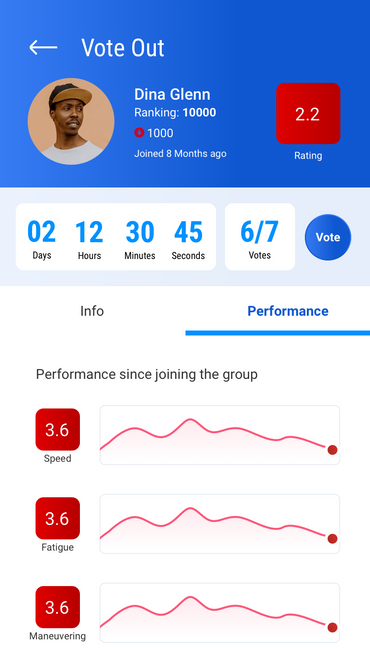 Vote Out
Dina Glenn
Ranking: 10000
1000
Joined 8 Months ago
2.2
Rating
02 12 30 45
Days Hours Minutes Seconds
6/7
Votes
Vote
Info Performance
Performance since joining the group
3.6
Speed
3.6
Fatigue
3.6
Maneuvering